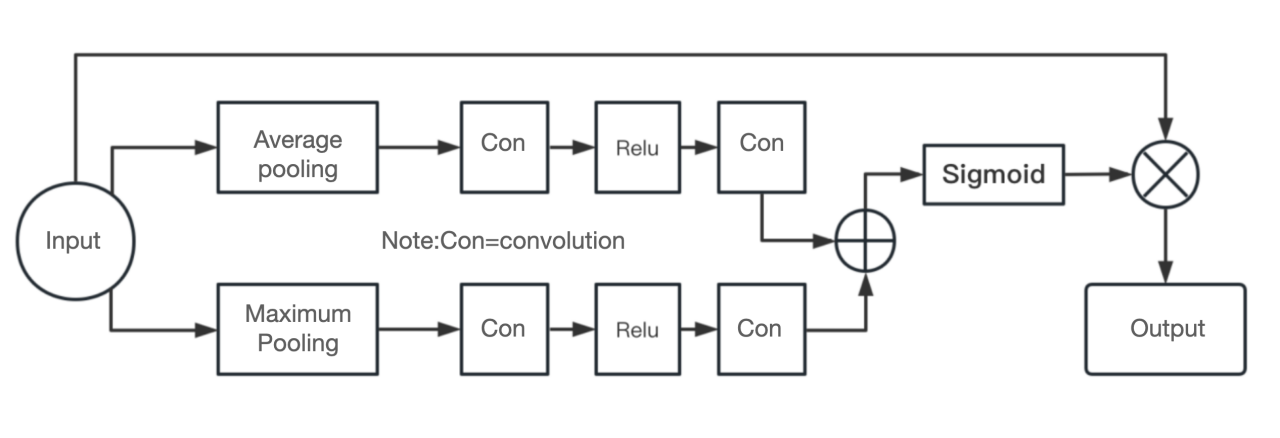 Average
pooling
Con
Relu
Con
Sigmoid
Input
Note:Con=convolution
Maximum
Pooling
Con
Relu
Con
Output